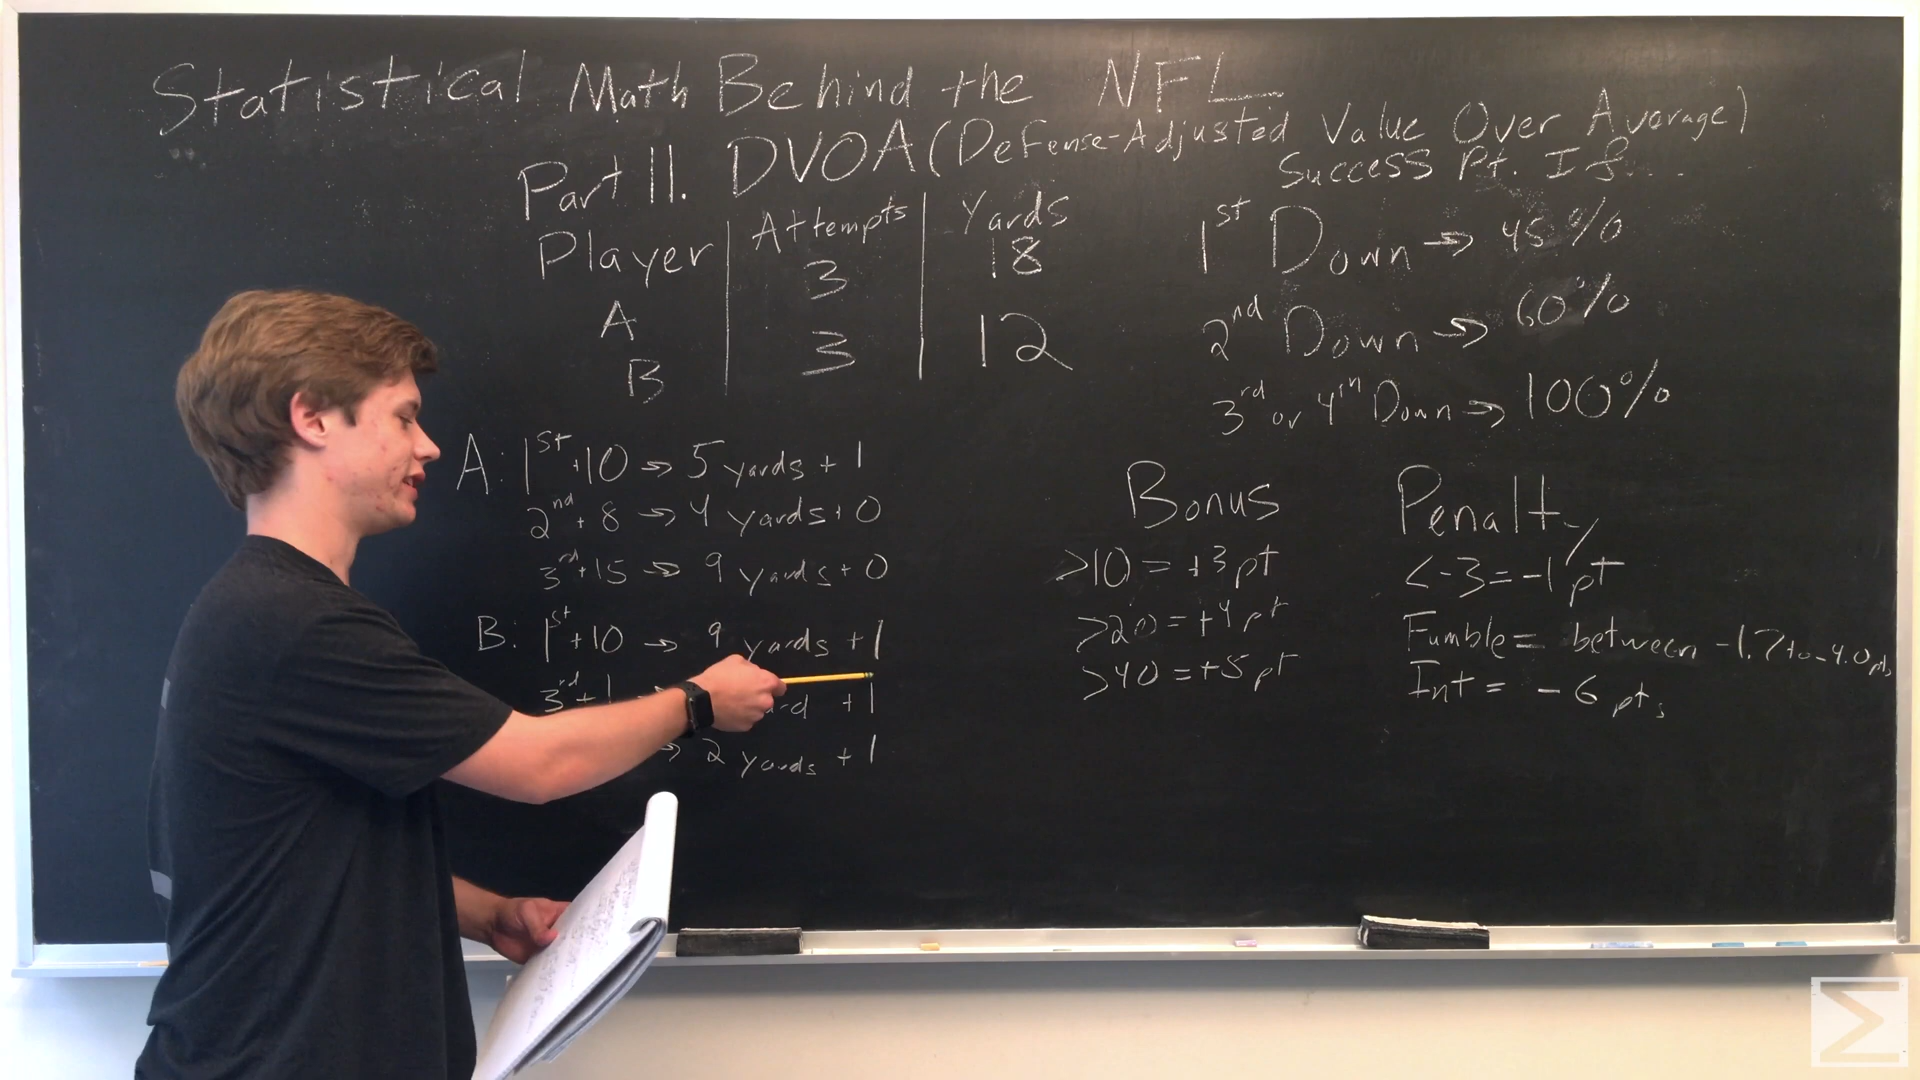 Statistical Math Behind the NFL
Part II. DVOA (Defense-Adjusted Value Over Average)
Success Pt. If...
Player | Attempts | Yards
A 3 18
B 3 12
1st Down → 45%
2nd Down → 60%
3rd or 4th Down → 100%
A: 1st +10 → 5 yards + 1
2nd + 8 → 4 yards + 0
3rd +15 → 9 yards + 0
B: 1st +10 → 9 yards + 1
3rd + 1 + 1
→ 2 yards + 1
Bonus
>10 = +3 pt
>20 = +4 pt
>40 = +5 pt
Penalty
<-3 = -1 pt
Fumble = between -1.7 to -4.0 pts
Int = -6 pts
Σ